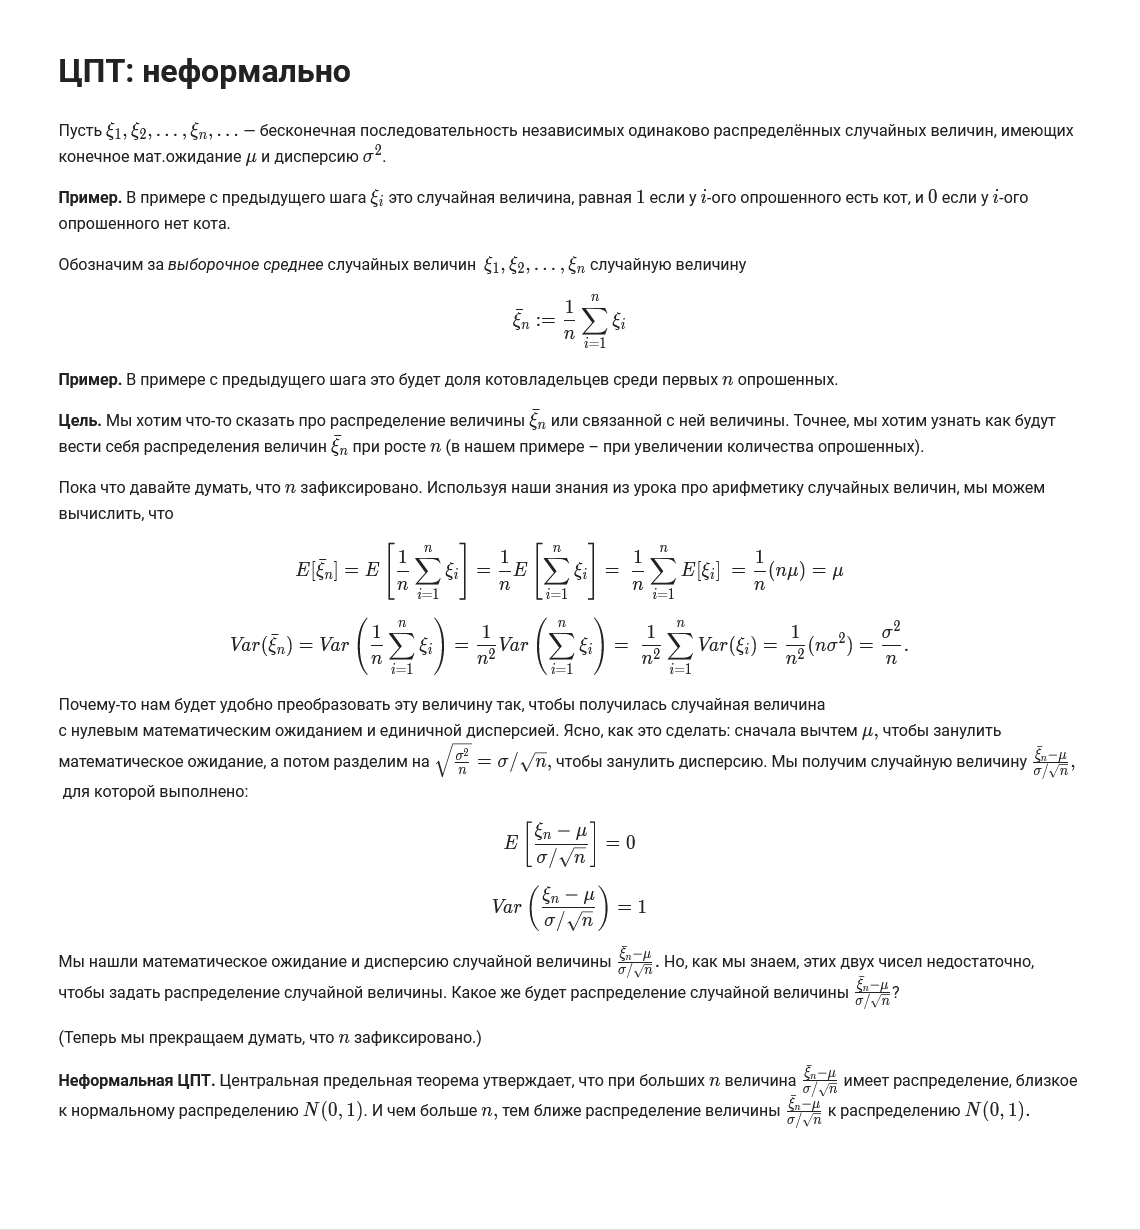 ЦПТ: неформально
Пусть ξ₁, ξ₂, . . . , ξₙ, . . . – бесконечная последовательность независимых одинаково распределённых случайных величин, имеющих
конечное мат.ожидание μ и дисперсию σ².
Пример. В примере с предыдущего шага ξᵢ это случайная величина, равная 1 если у i-ого опрошенного есть кот, и 0 если у i-ого
опрошенного нет кота.
Обозначим за выборочное среднее случайных величин ξ₁, ξ₂, . . . , ξₙ случайную величину
$\bar{\xi}_n := \frac{1}{n} \sum_{i=1}^{n} \xi_i$
Пример. В примере с предыдущего шага это будет доля котовладельцев среди первых n опрошенных.
Цель. Мы хотим что-то сказать про распределение величины $\bar{\xi}_n$ или связанной с ней величины. Точнее, мы хотим узнать как будут
вести себя распределения величин $\bar{\xi}_n$ при росте n (в нашем примере – при увеличении количества опрошенных).
Пока что давайте думать, что n зафиксировано. Используя наши знания из урока про арифметику случайных величин, мы можем
вычислить, что
$E[\bar{\xi}_n] = E\left[\frac{1}{n} \sum_{i=1}^{n} \xi_i\right] = \frac{1}{n} E\left[\sum_{i=1}^{n} \xi_i\right] = \frac{1}{n} \sum_{i=1}^{n} E[\xi_i] = \frac{1}{n}(n\mu) = \mu$
$Var(\bar{\xi}_n) = Var\left(\frac{1}{n} \sum_{i=1}^{n} \xi_i\right) = \frac{1}{n^2} Var\left(\sum_{i=1}^{n} \xi_i\right) = \frac{1}{n^2} \sum_{i=1}^{n} Var(\xi_i) = \frac{1}{n^2}(n\sigma^2) = \frac{\sigma^2}{n}.$
Почему-то нам будет удобно преобразовать эту величину так, чтобы получилась случайная величина
с нулевым математическим ожиданием и единичной дисперсией. Ясно, как это сделать: сначала вычтем μ, чтобы занулить
математическое ожидание, а потом разделим на $\sqrt{\frac{\sigma^2}{n}} = \sigma/\sqrt{n}$, чтобы занулить дисперсию. Мы получим случайную величину $\frac{\bar{\xi}_n - \mu}{\sigma/\sqrt{n}}$,
для которой выполнено:
$E\left[\frac{\bar{\xi}_n - \mu}{\sigma/\sqrt{n}}\right] = 0$
$Var\left(\frac{\bar{\xi}_n - \mu}{\sigma/\sqrt{n}}\right) = 1$
Мы нашли математическое ожидание и дисперсию случайной величины $\frac{\bar{\xi}_n - \mu}{\sigma/\sqrt{n}}$. Но, как мы знаем, этих двух чисел недостаточно,
чтобы задать распределение случайной величины. Какое же будет распределение случайной величины $\frac{\bar{\xi}_n - \mu}{\sigma/\sqrt{n}}$?
(Теперь мы прекращаем думать, что n зафиксировано.)
Неформальная ЦПТ. Центральная предельная теорема утверждает, что при больших n величина $\frac{\bar{\xi}_n - \mu}{\sigma/\sqrt{n}}$ имеет распределение, близкое
к нормальному распределению N(0, 1). И чем больше n, тем ближе распределение величины $\frac{\bar{\xi}_n - \mu}{\sigma/\sqrt{n}}$ к распределению N(0, 1).